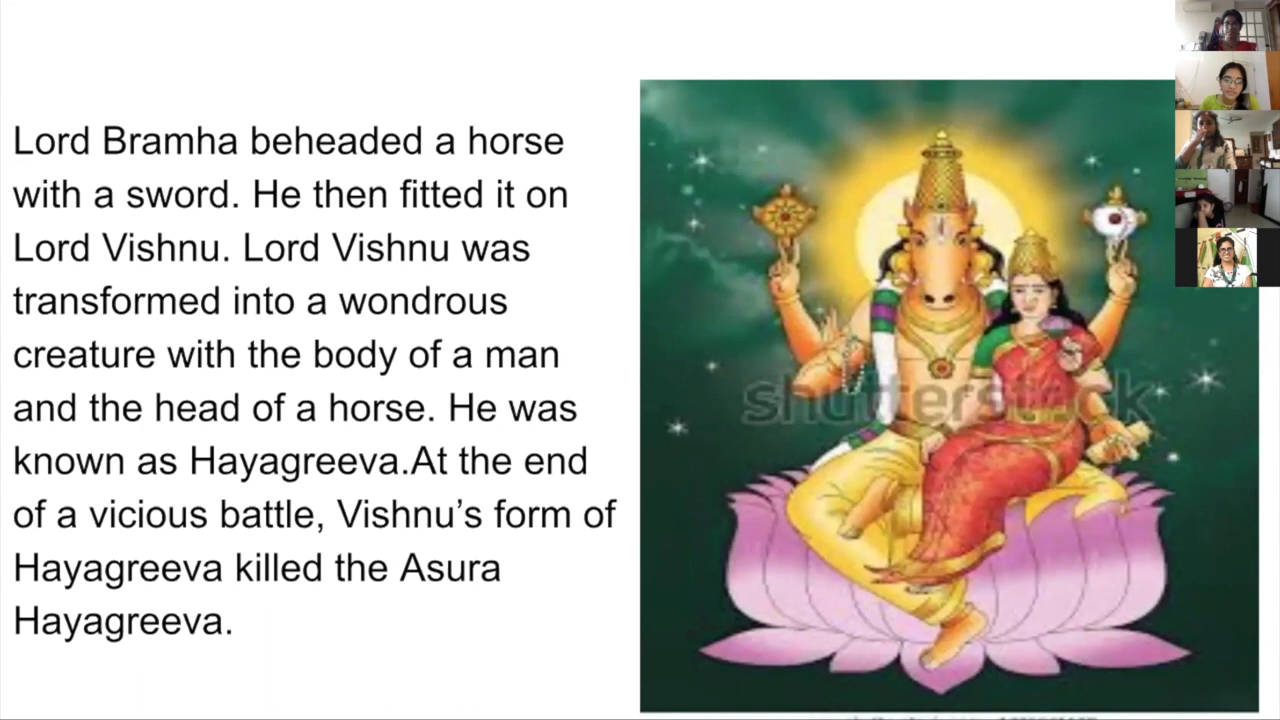 Lord Bramha beheaded a horse
with a sword. He then fitted it on
Lord Vishnu. Lord Vishnu was
transformed into a wondrous
creature with the body of a man
and the head of a horse. He was
known as Hayagreeva.At the end
of a vicious battle, Vishnu’s form of
Hayagreeva killed the Asura
Hayagreeva.
shutterstock